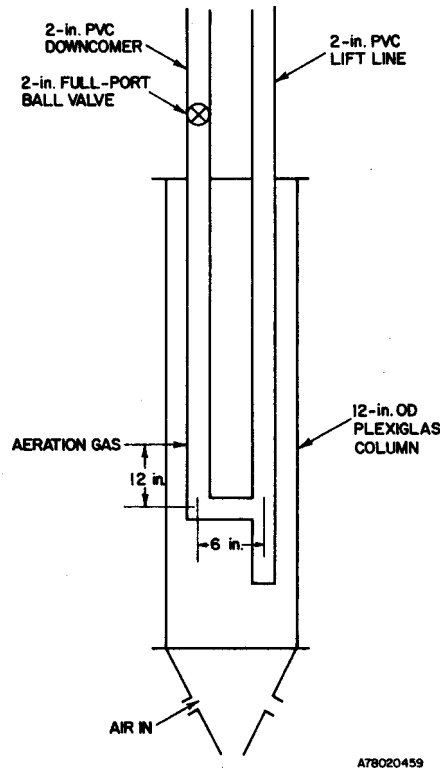 2-in. PVC
DOWNCOMER
2-in. FULL-PORT
BALL VALVE
2-in. PVC
LIFT LINE
AERATION GAS
12 in.
12-in. OD
PLEXIGLAS
COLUMN
6 in.
AIR IN
A78020459